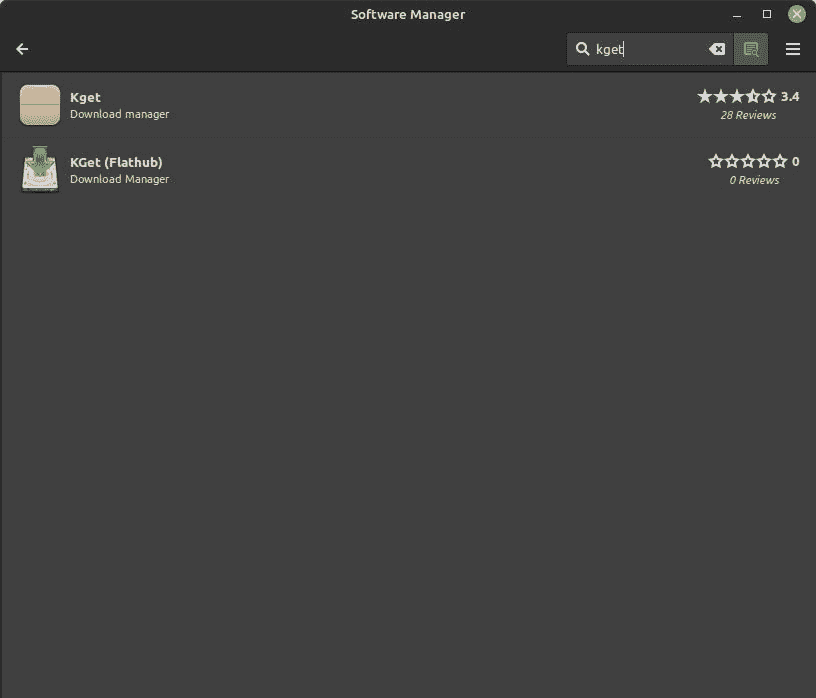 Software Manager
kget
Kget
Download manager
3.4
28 Reviews
KGet (Flathub)
Download Manager
0
0 Reviews